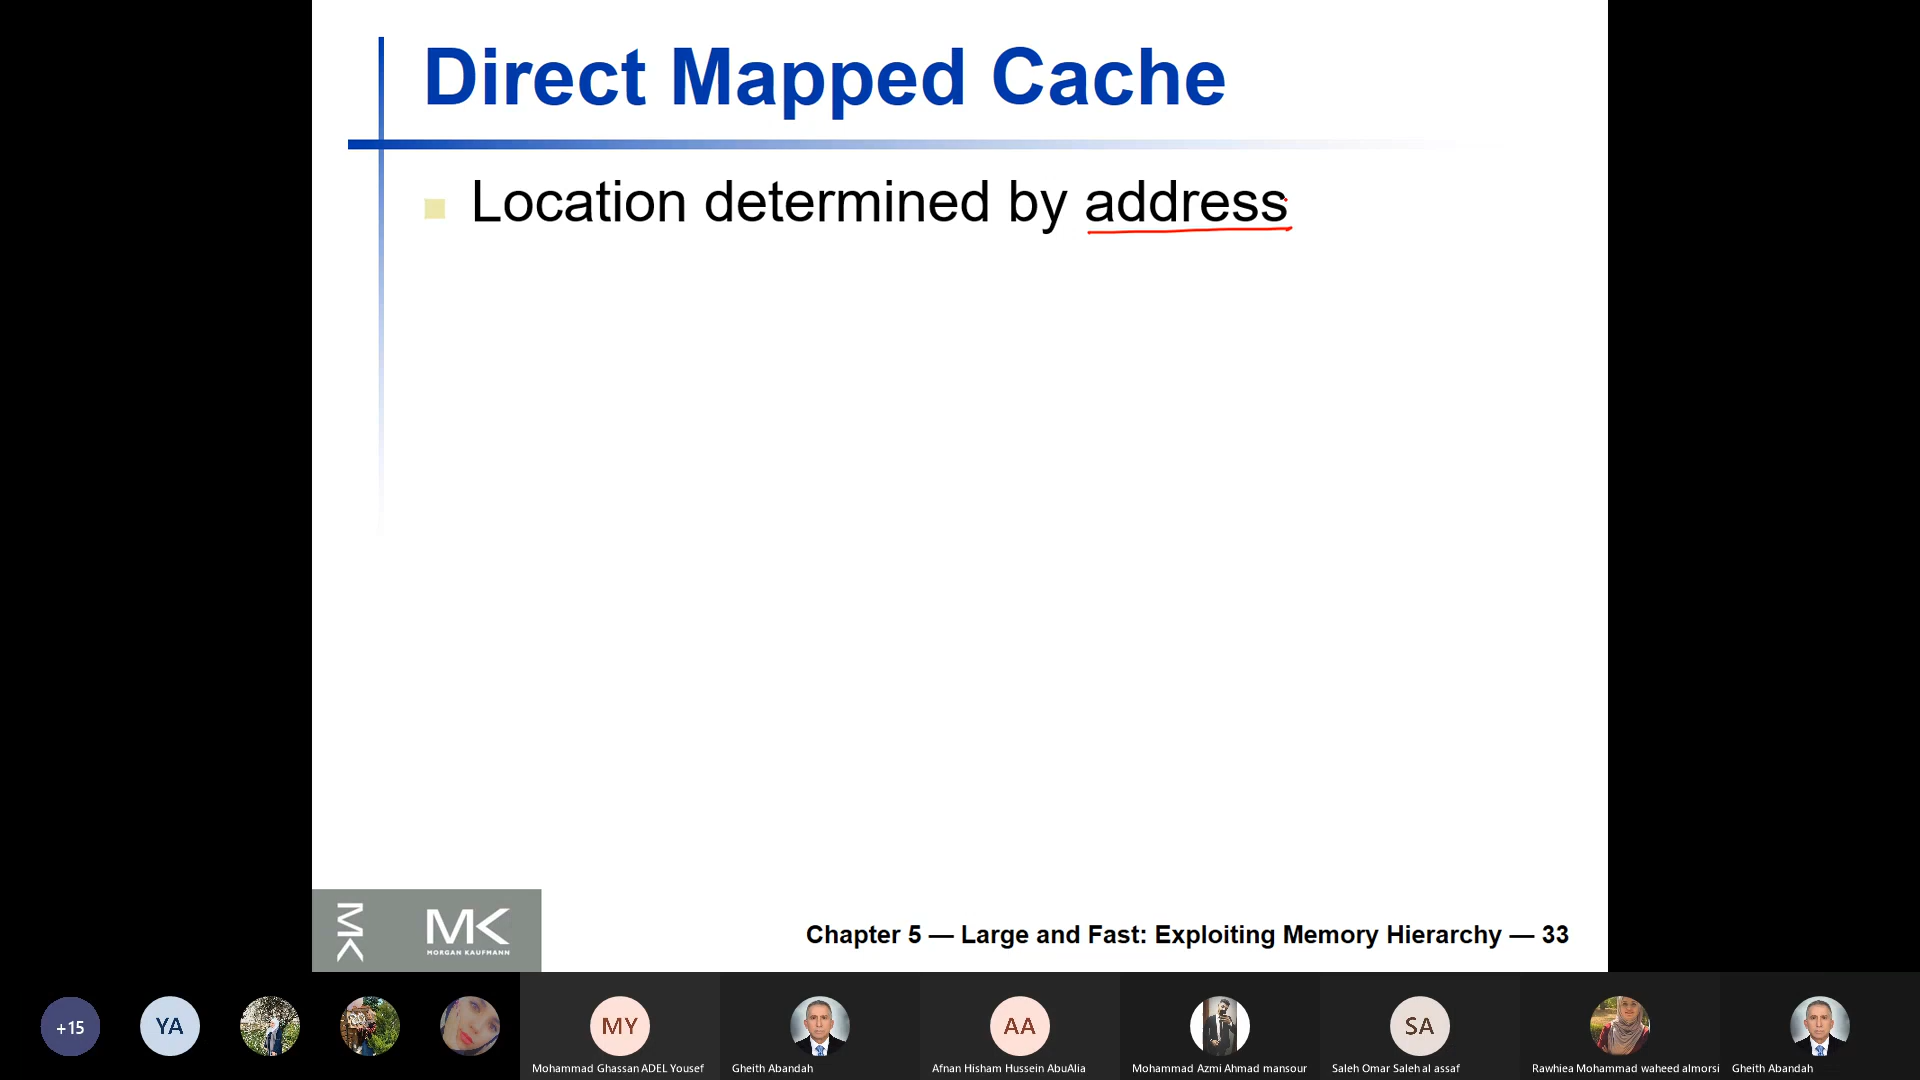 Direct Mapped Cache
Location determined by address
MK
MK
MORGAN KAUFMANN
Chapter 5 — Large and Fast: Exploiting Memory Hierarchy — 33
+15
YA
MY
AA
SA
Mohammad Ghassan ADEL Yousef
Gheith Abandah
Afnan Hisham Hussein AbuAlia
Mohammad Azmi Ahmad mansour
Saleh Omar Saleh al assaf
Rawhiea Mohammad waheed almorsi
Gheith Abandah